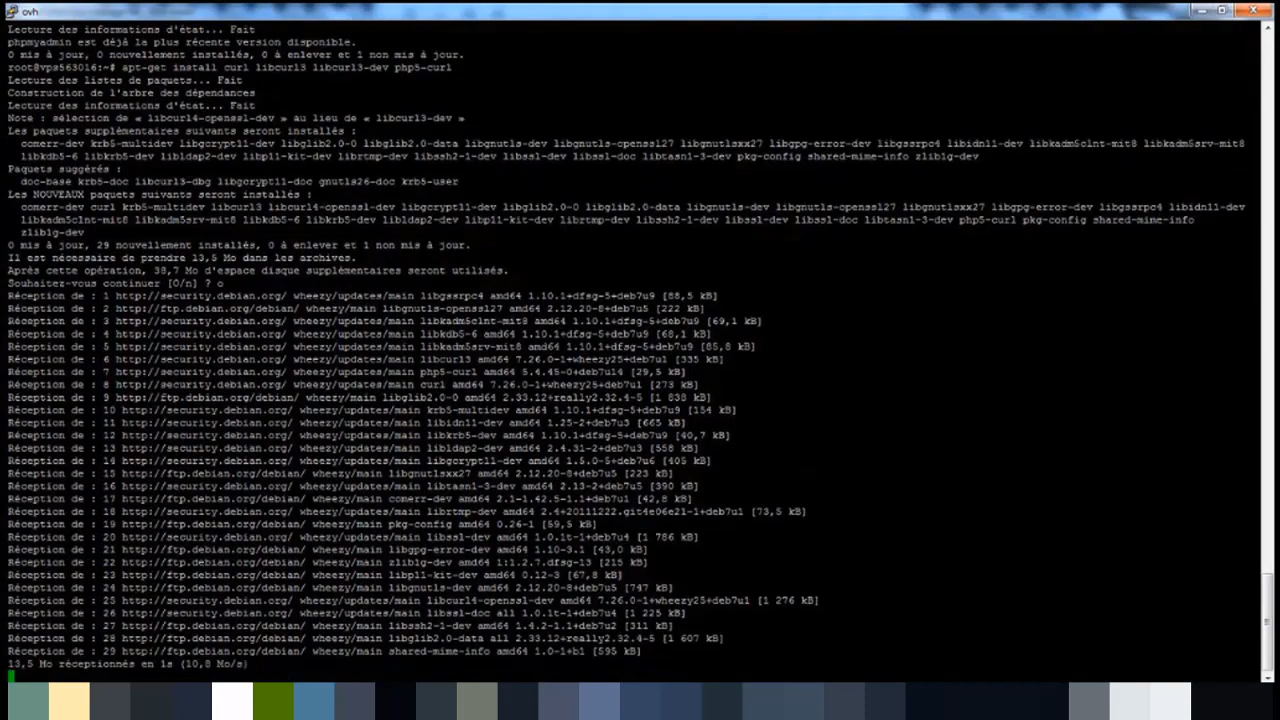 ovh
Lecture des informations d'état... Fait
phpmyadmin est déjà la plus récente version disponible.
0 mis à jour, 0 nouvellement installés, 0 à enlever et 1 non mis à jour.
root@vps563016:~# apt-get install curl libcurl3 libcurl3-dev php5-curl
Lecture des listes de paquets... Fait
Construction de l'arbre des dépendances
Lecture des informations d'état... Fait
Note : sélection de « libcurl4-openssl-dev » au lieu de « libcurl3-dev »
Les paquets supplémentaires suivants seront installés :
comerr-dev krb5-multidev libgcrypt11-dev libglib2.0-0 libglib2.0-data libgnutls-dev libgnutls-openssl27 libgnutlsxx27 libgpg-error-dev libgssrpc4 libidn11-dev libkadm5clnt-mit8 libkadm5srv-mit8
libkdb5-6 libkrb5-dev libldap2-dev libp11-kit-dev librtmp-dev libssh2-1-dev libssl-dev libssl-doc libtasn1-3-dev pkg-config shared-mime-info zlib1g-dev
Paquets suggérés :
doc-base krb5-doc libcurl3-dbg libgcrypt11-doc gnutls26-doc krb5-user
Les NOUVEAUX paquets suivants seront installés :
comerr-dev curl krb5-multidev libcurl3 libcurl4-openssl-dev libgcrypt11-dev libglib2.0-0 libglib2.0-data libgnutls-dev libgnutls-openssl27 libgnutlsxx27 libgpg-error-dev libgssrpc4 libidn11-dev
libkadm5clnt-mit8 libkadm5srv-mit8 libkdb5-6 libkrb5-dev libldap2-dev libp11-kit-dev librtmp-dev libssh2-1-dev libssl-dev libssl-doc libtasn1-3-dev php5-curl pkg-config shared-mime-info
zlib1g-dev
0 mis à jour, 29 nouvellement installés, 0 à enlever et 1 non mis à jour.
Il est nécessaire de prendre 13,5 Mo dans les archives.
Après cette opération, 38,7 Mo d'espace disque supplémentaires seront utilisés.
Souhaitez-vous continuer [O/n] ? o
Réception de : 1 http://security.debian.org/ wheezy/updates/main libgssrpc4 amd64 1.10.1+dfsg-5+deb7u9 [88,5 kB]
Réception de : 2 http://ftp.debian.org/debian/ wheezy/main libgnutls-openssl27 amd64 2.12.20-8+deb7u5 [222 kB]
Réception de : 3 http://security.debian.org/ wheezy/updates/main libkadm5clnt-mit8 amd64 1.10.1+dfsg-5+deb7u9 [69,1 kB]
Réception de : 4 http://security.debian.org/ wheezy/updates/main libkdb5-6 amd64 1.10.1+dfsg-5+deb7u9 [68,1 kB]
Réception de : 5 http://security.debian.org/ wheezy/updates/main libkadm5srv-mit8 amd64 1.10.1+dfsg-5+deb7u9 [85,8 kB]
Réception de : 6 http://security.debian.org/ wheezy/updates/main libcurl3 amd64 7.26.0-1+wheezy25+deb7u1 [335 kB]
Réception de : 7 http://security.debian.org/ wheezy/updates/main php5-curl amd64 5.4.45-0+deb7u14 [29,5 kB]
Réception de : 8 http://security.debian.org/ wheezy/updates/main curl amd64 7.26.0-1+wheezy25+deb7u1 [273 kB]
Réception de : 9 http://ftp.debian.org/debian/ wheezy/main libglib2.0-0 amd64 2.33.12+really2.32.4-5 [1 838 kB]
Réception de : 10 http://security.debian.org/ wheezy/updates/main krb5-multidev amd64 1.10.1+dfsg-5+deb7u9 [154 kB]
Réception de : 11 http://security.debian.org/ wheezy/updates/main libidn11-dev amd64 1.25-2+deb7u3 [665 kB]
Réception de : 12 http://security.debian.org/ wheezy/updates/main libkrb5-dev amd64 1.10.1+dfsg-5+deb7u9 [40,7 kB]
Réception de : 13 http://security.debian.org/ wheezy/updates/main libldap2-dev amd64 2.4.31-2+deb7u3 [558 kB]
Réception de : 14 http://security.debian.org/ wheezy/updates/main libgcrypt11-dev amd64 1.5.0-5+deb7u6 [405 kB]
Réception de : 15 http://ftp.debian.org/debian/ wheezy/main libgnutlsxx27 amd64 2.12.20-8+deb7u5 [223 kB]
Réception de : 16 http://security.debian.org/ wheezy/updates/main libtasn1-3-dev amd64 2.13-2+deb7u5 [390 kB]
Réception de : 17 http://ftp.debian.org/debian/ wheezy/main comerr-dev amd64 2.1-1.42.5-1.1+deb7u1 [42,8 kB]
Réception de : 18 http://ftp.debian.org/debian/ wheezy/main librtmp-dev amd64 2.4+20111222.git4e06e21-1+deb7u1 [73,5 kB]
Réception de : 19 http://ftp.debian.org/debian/ wheezy/main pkg-config amd64 0.26-1 [59,5 kB]
Réception de : 20 http://security.debian.org/ wheezy/updates/main libssl-dev amd64 1.0.1t-1+deb7u4 [1 786 kB]
Réception de : 21 http://ftp.debian.org/debian/ wheezy/main libgpg-error-dev amd64 1.10-3.1 [43,0 kB]
Réception de : 22 http://ftp.debian.org/debian/ wheezy/main zlib1g-dev amd64 1:1.2.7.dfsg-13 [215 kB]
Réception de : 23 http://ftp.debian.org/debian/ wheezy/main libp11-kit-dev amd64 0.12-3 [67,8 kB]
Réception de : 24 http://ftp.debian.org/debian/ wheezy/main libgnutls-dev amd64 2.12.20-8+deb7u5 [747 kB]
Réception de : 25 http://security.debian.org/ wheezy/updates/main libcurl4-openssl-dev amd64 7.26.0-1+wheezy25+deb7u1 [1 276 kB]
Réception de : 26 http://security.debian.org/ wheezy/updates/main libssl-doc all 1.0.1t-1+deb7u4 [1 225 kB]
Réception de : 27 http://ftp.debian.org/debian/ wheezy/main libssh2-1-dev amd64 1.4.2-1.1+deb7u2 [311 kB]
Réception de : 28 http://ftp.debian.org/debian/ wheezy/main libglib2.0-data all 2.33.12+really2.32.4-5 [1 607 kB]
Réception de : 29 http://ftp.debian.org/debian/ wheezy/main shared-mime-info amd64 1.0-1+b1 [595 kB]
13,5 Mo réceptionnés en 1s (10,8 Mo/s)